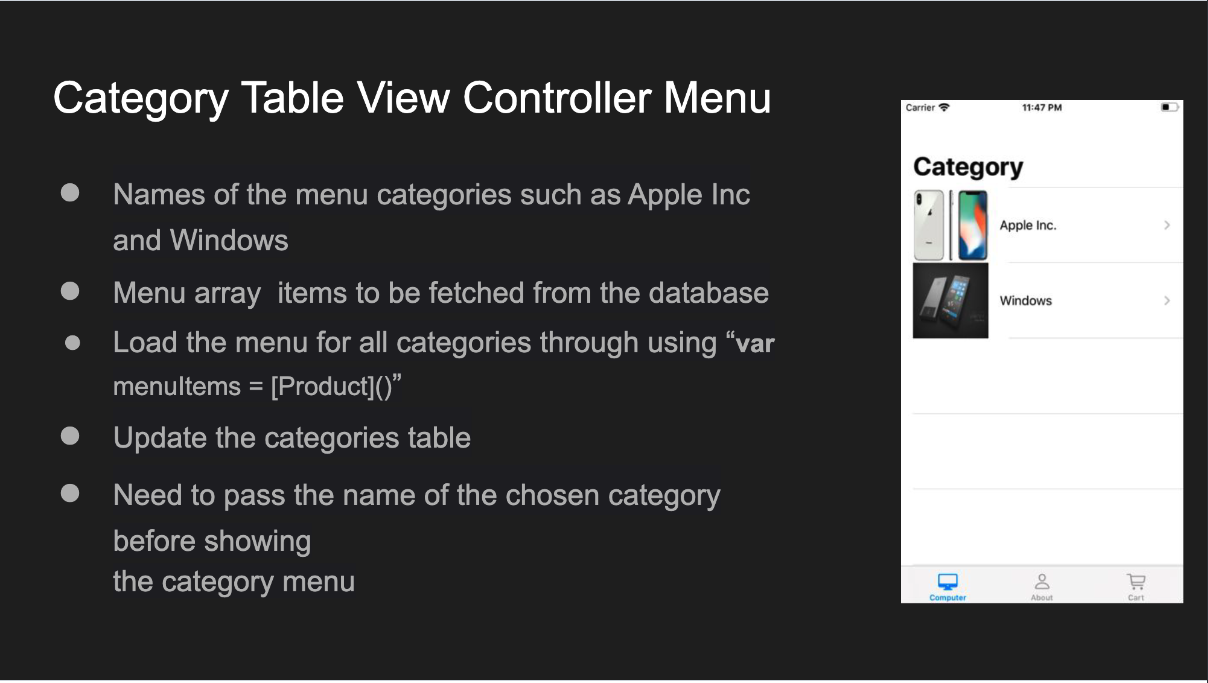 Category Table View Controller Menu
Names of the menu categories such as Apple Inc
and Windows
Menu array  items to be fetched from the database
Load the menu for all categories through using “var
menuItems = [Product]()”
Update the categories table
Need to pass the name of the chosen category
before showing
the category menu
Carrier 11:47 PM
Category
Apple Inc.
Windows
Computer About Cart